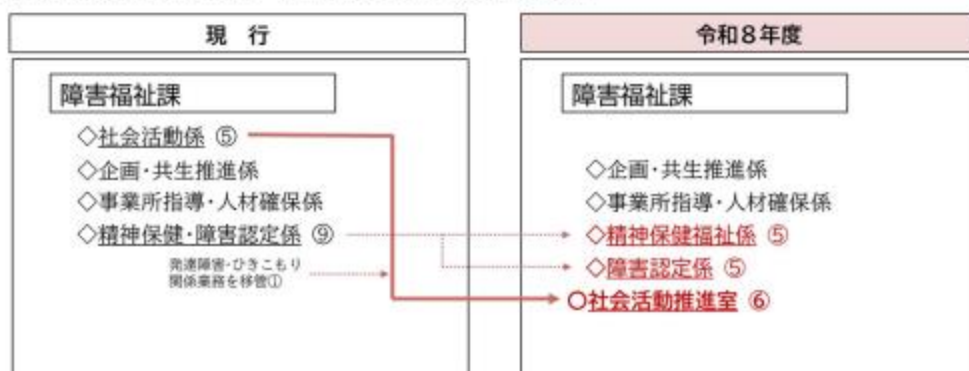 現 行
障害福祉課
◇社会活動係 ⑤
◇企画・共生推進係
◇事業所指導・人材確保係
◇精神保健・障害認定係 ⑨
発達障害・ひきこもり
関係業務を移管①
令和8年度
障害福祉課
◇企画・共生推進係
◇事業所指導・人材確保係
◇精神保健福祉係 ⑤
◇障害認定係 ⑤
○社会活動推進室 ⑥